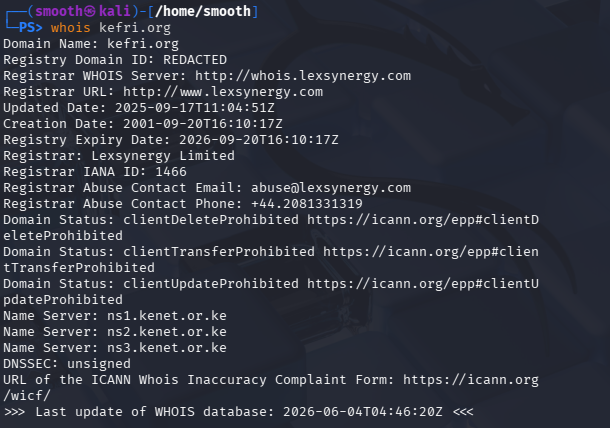 ┌──(smooth㉿kali)-[/home/smooth]
└─PS> whois kefri.org
Domain Name: kefri.org
Registry Domain ID: REDACTED
Registrar WHOIS Server: http://whois.lexsynergy.com
Registrar URL: http://www.lexsynergy.com
Updated Date: 2025-09-17T11:04:51Z
Creation Date: 2001-09-20T16:10:17Z
Registry Expiry Date: 2026-09-20T16:10:17Z
Registrar: Lexsynergy Limited
Registrar IANA ID: 1466
Registrar Abuse Contact Email: abuse@lexsynergy.com
Registrar Abuse Contact Phone: +44.2081331319
Domain Status: clientDeleteProhibited https://icann.org/epp#clientD
eleteProhibited
Domain Status: clientTransferProhibited https://icann.org/epp#clien
tTransferProhibited
Domain Status: clientUpdateProhibited https://icann.org/epp#clientU
pdateProhibited
Name Server: ns1.kenet.or.ke
Name Server: ns2.kenet.or.ke
Name Server: ns3.kenet.or.ke
DNSSEC: unsigned
URL of the ICANN Whois Inaccuracy Complaint Form: https://icann.org
/wicf/
>>> Last update of WHOIS database: 2026-06-04T04:46:20Z <<<